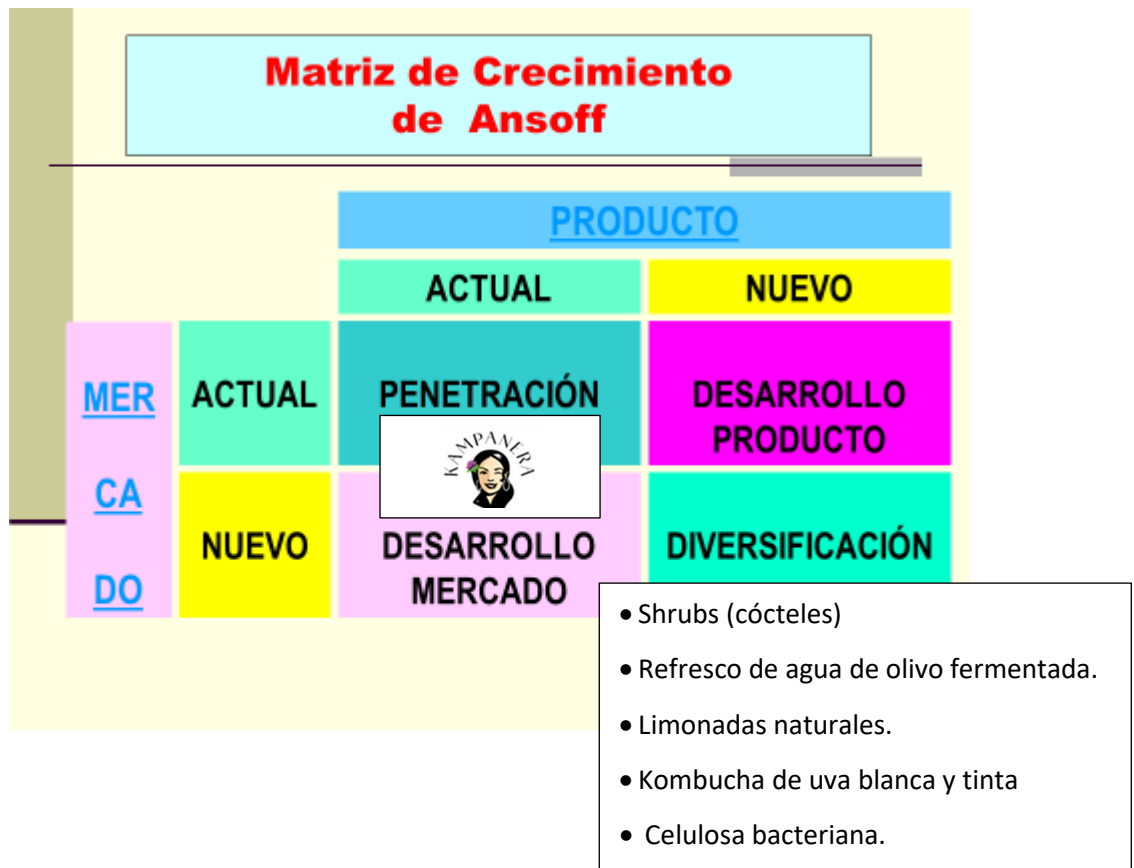 Matriz de Crecimiento
de Ansoff
PRODUCTO
ACTUAL
NUEVO
MER
CA
DO
ACTUAL
PENETRACIÓN
DESARROLLO
PRODUCTO
KAMPANERA
NUEVO
DESARROLLO
MERCADO
DIVERSIFICACIÓN
• Shrubs (cócteles)
• Refresco de agua de olivo fermentada.
• Limonadas naturales.
• Kombucha de uva blanca y tinta
• Celulosa bacteriana.